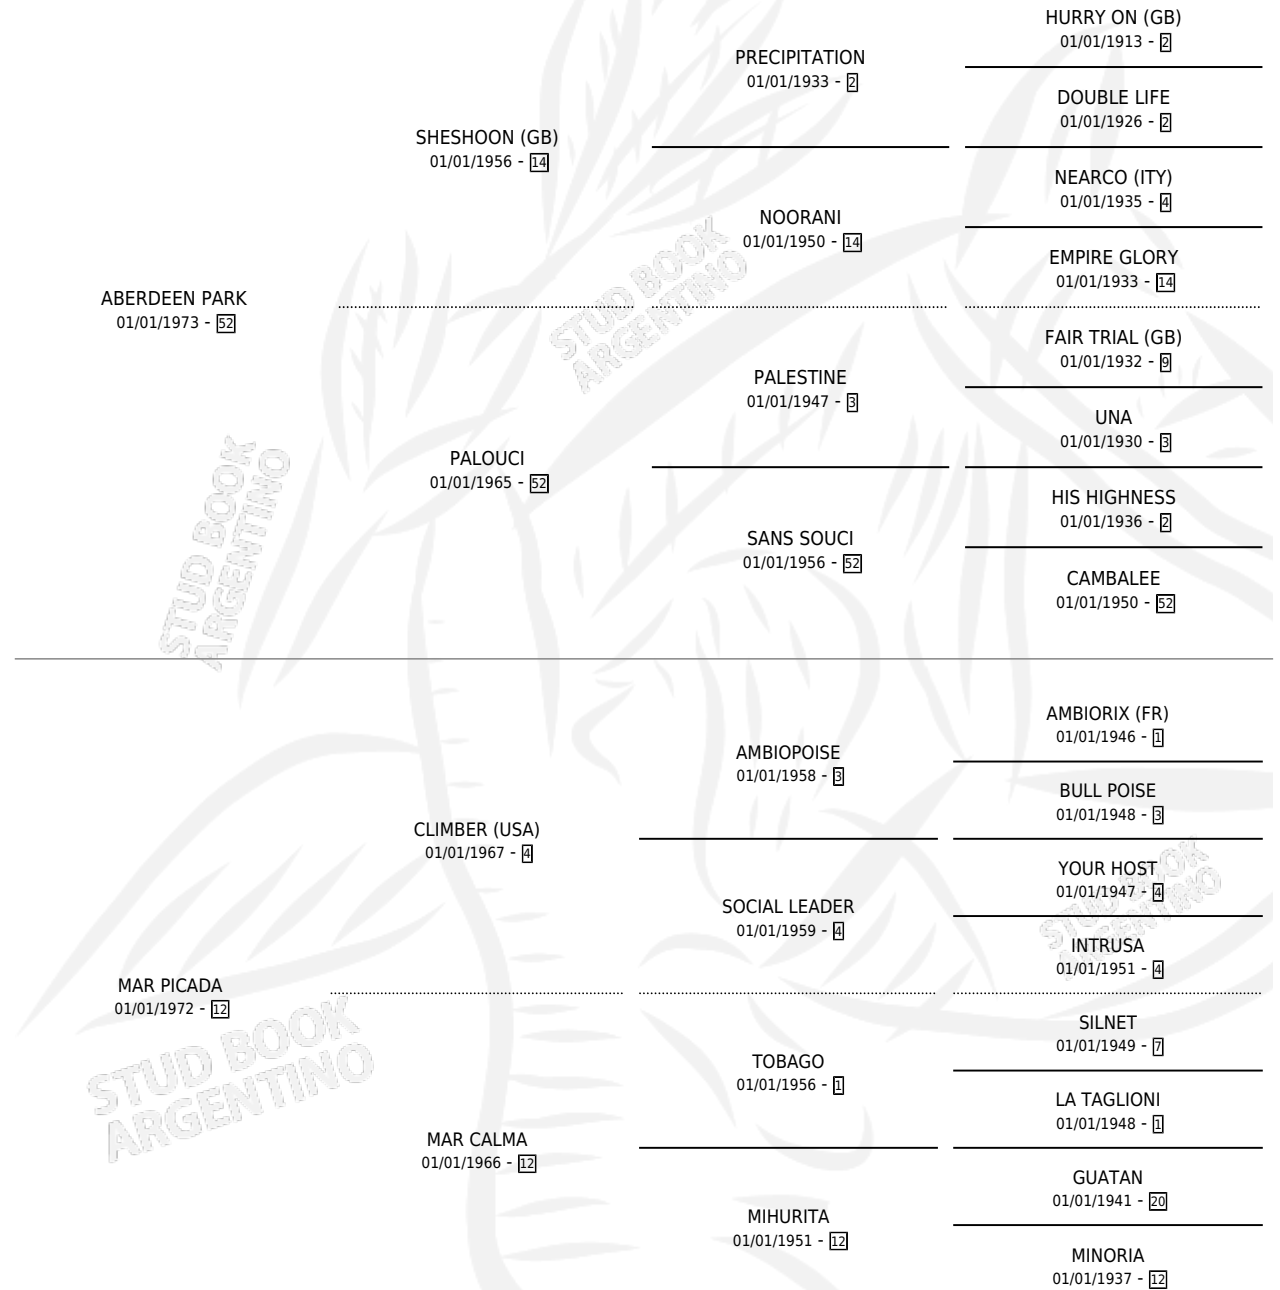 HURRY ON (GB)
01/01/1913 - 2
PRECIPITATION
01/01/1933 - 2
DOUBLE LIFE
01/01/1926 - 2
SHESHOON (GB)
01/01/1956 - 14
NEARCO (ITY)
01/01/1935 - 4
NOORANI
01/01/1950 - 14
EMPIRE GLORY
01/01/1933 - 14
ABERDEEN PARK
01/01/1973 - 52
STUD BOOK
ARGENTINO
FAIR TRIAL (GB)
01/01/1932 - 9
PALESTINE
01/01/1947 - 3
UNA
01/01/1930 - 3
PALOUCI
01/01/1965 - 52
HIS HIGHNESS
01/01/1936 - 2
SANS SOUCI
01/01/1956 - 52
CAMBALEE
01/01/1950 - 52
STUD BOOK
ARGENTINO
AMBIORIX (FR)
01/01/1946 - 1
AMBIOPOISE
01/01/1958 - 3
BULL POISE
01/01/1948 - 3
CLIMBER (USA)
01/01/1967 - 4
YOUR HOST
01/01/1947 - 4
SOCIAL LEADER
01/01/1959 - 4
STUD BOOK
ARGENTINO
INTRUSA
01/01/1951 - 4
MAR PICADA
01/01/1972 - 12
SILNET
01/01/1949 - 7
TOBAGO
01/01/1956 - 1
STUD BOOK
ARGENTINO
LA TAGLIONI
01/01/1948 - 1
MAR CALMA
01/01/1966 - 12
GUATAN
01/01/1941 - 20
MIHURITA
01/01/1951 - 12
MINORIA
01/01/1937 - 12